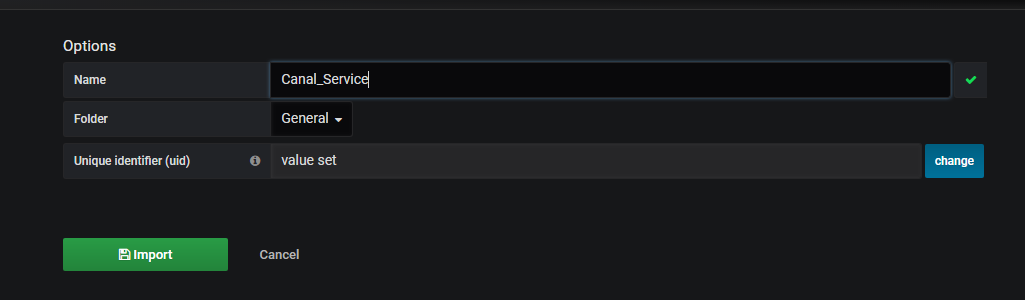 Options
Name Canal_Service
Folder General
Unique identifier (uid) value set change
Import Cancel